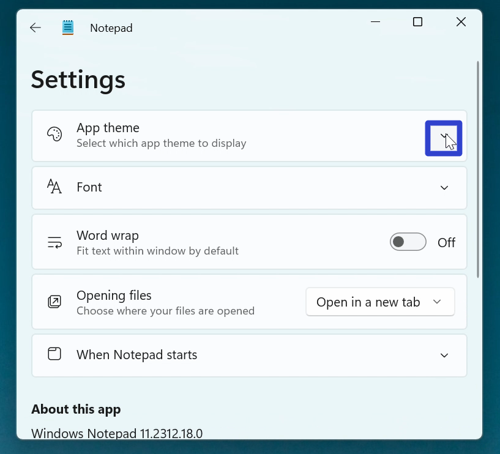 Notepad
Settings
App theme
Select which app theme to display
Font
Word wrap
Fit text within window by default
Off
Opening files
Choose where your files are opened
Open in a new tab
When Notepad starts
About this app
Windows Notepad 11.2312.18.0